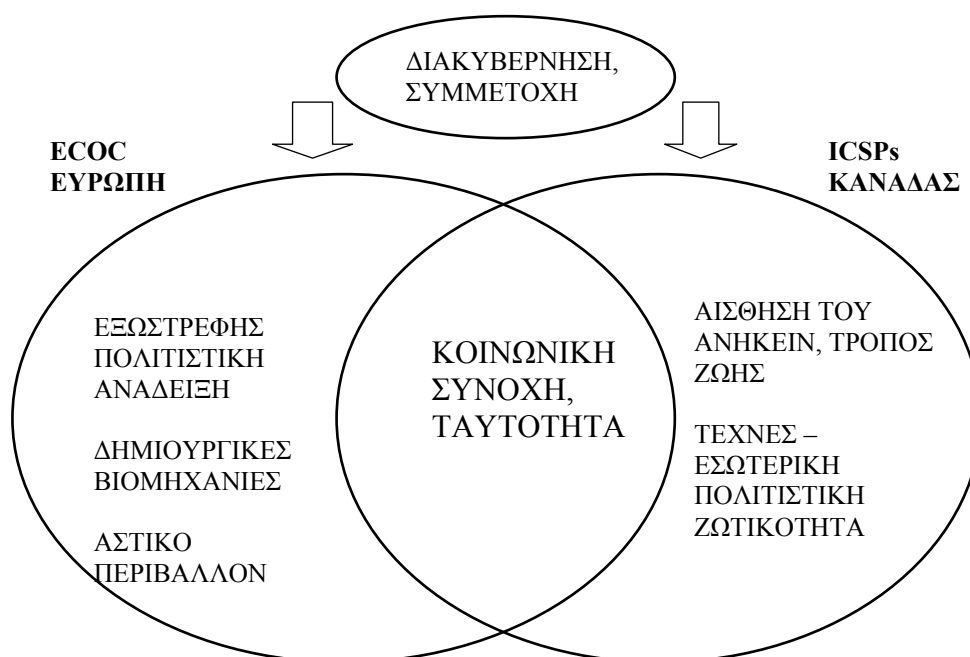 ΔΙΑΚΥΒΕΡΝΗΣΗ,
ΣΥΜΜΕΤΟΧΗ
ECOC
ΕΥΡΩΠΗ
ICSPs
ΚΑΝΑΔΑΣ
ΕΞΩΣΤΡΕΦΗΣ
ΠΟΛΙΤΙΣΤΙΚΗ
ΑΝΑΔΕΙΞΗ
ΔΗΜΙΟΥΡΓΙΚΕΣ
ΒΙΟΜΗΧΑΝΙΕΣ
ΑΣΤΙΚΟ
ΠΕΡΙΒΑΛΛΟΝ
ΚΟΙΝΩΝΙΚΗ
ΣΥΝΟΧΗ,
ΤΑΥΤΟΤΗΤΑ
ΑΙΣΘΗΣΗ ΤΟΥ
ΑΝΗΚΕΙΝ, ΤΡΟΠΟΣ
ΖΩΗΣ
ΤΕΧΝΕΣ –
ΕΣΩΤΕΡΙΚΗ
ΠΟΛΙΤΙΣΤΙΚΗ
ΖΩΤΙΚΟΤΗΤΑ